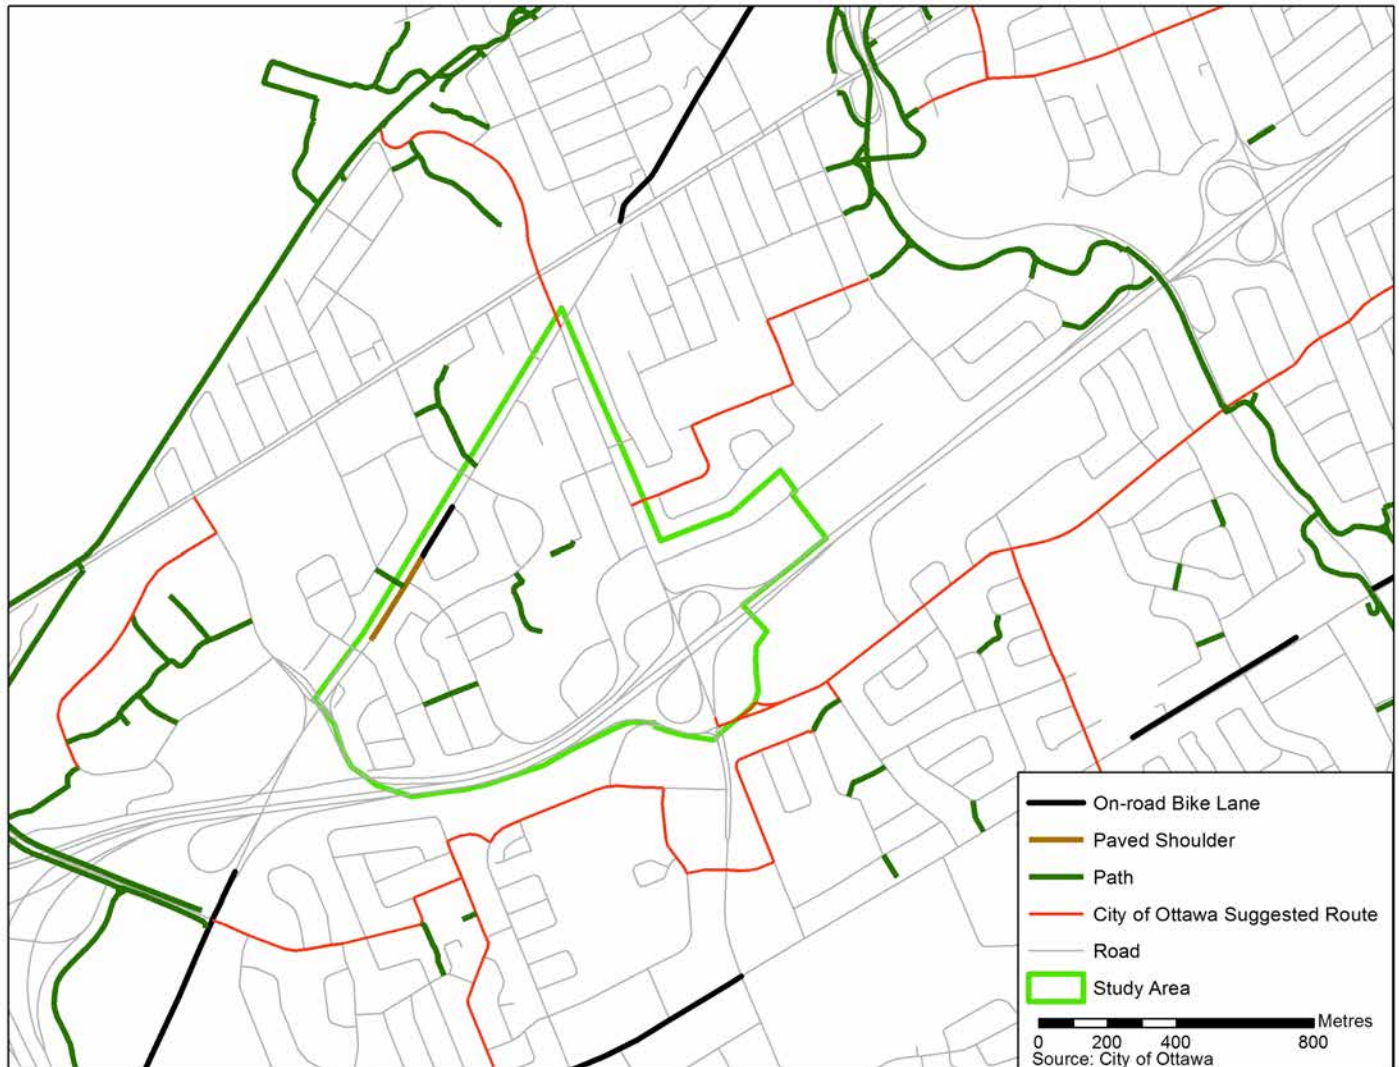 On-road Bike Lane
Paved Shoulder
Path
City of Ottawa Suggested Route
Road
Study Area
Metres
0 200 400 800
Source: City of Ottawa